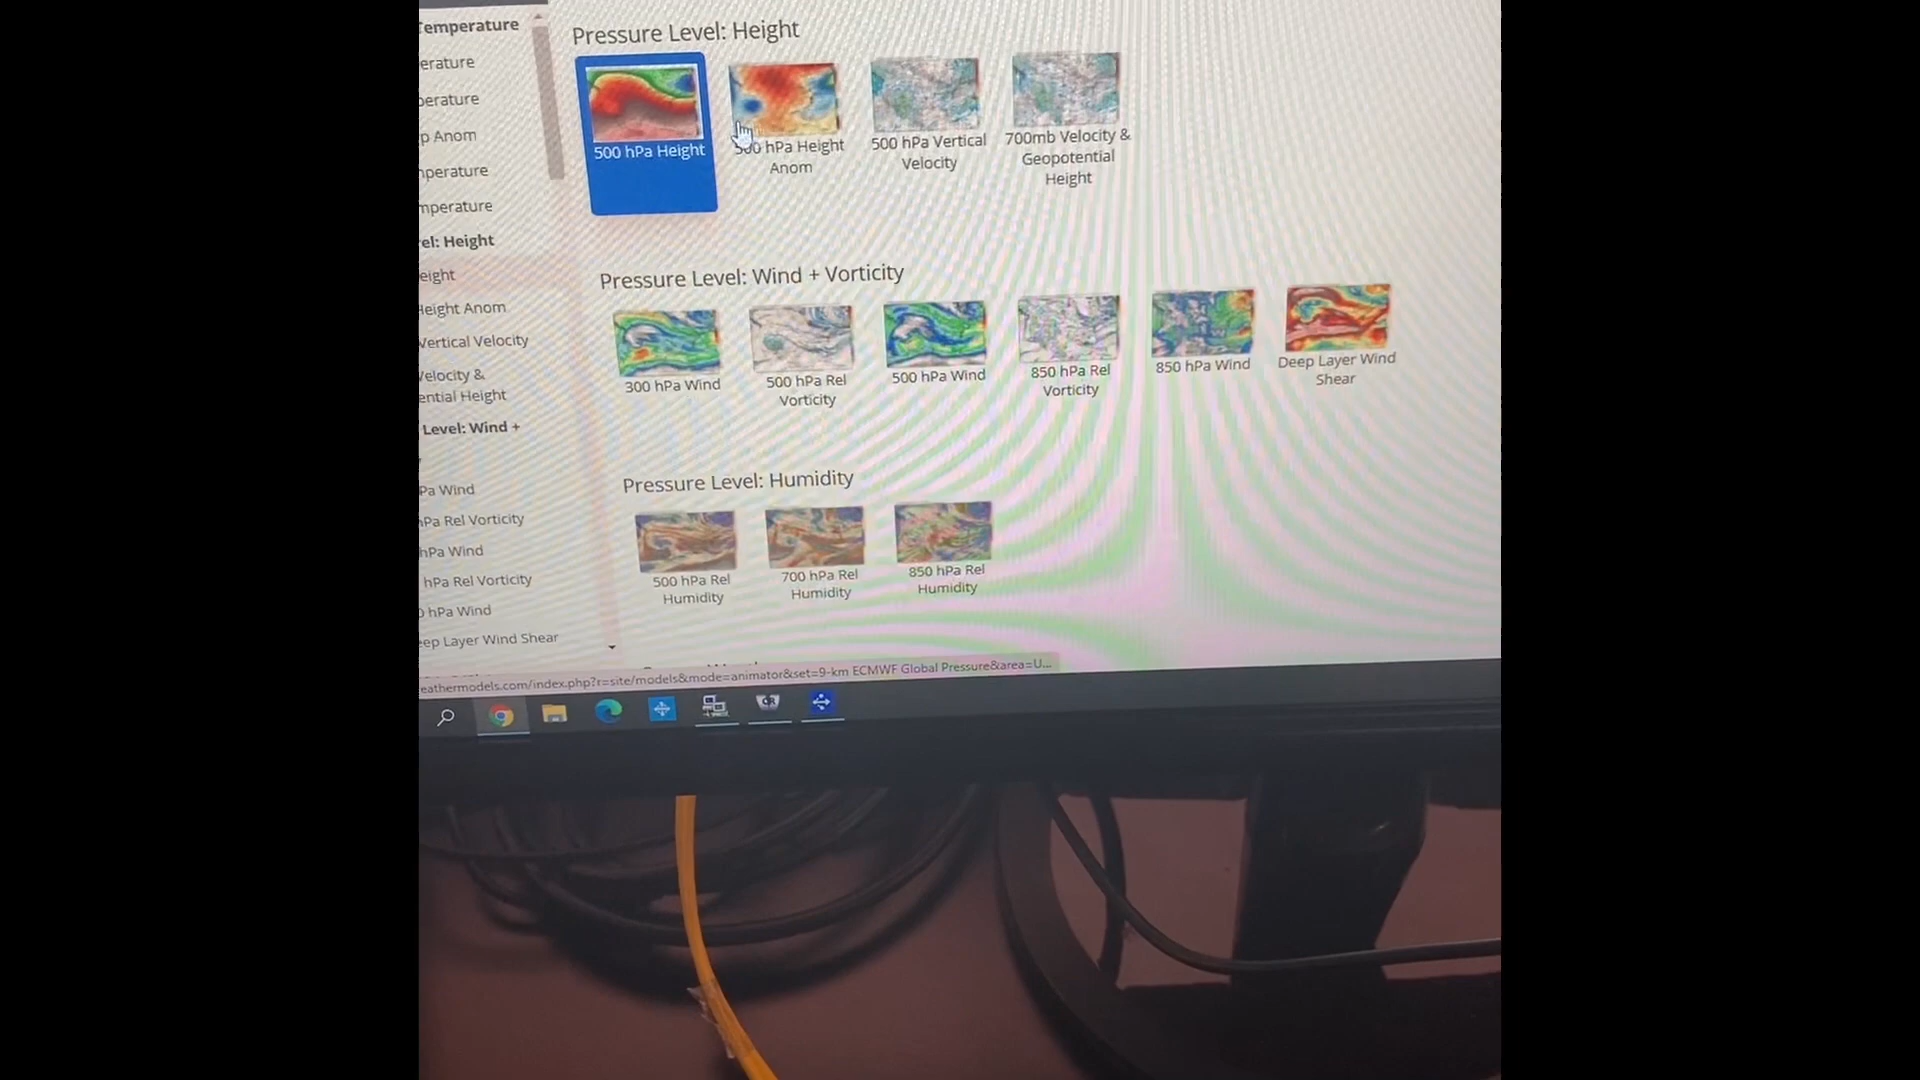 Temperature
erature
perature
p Anom
mperature
mperature
el: Height
eight
Height Anom
Vertical Velocity
Velocity &
ential Height
Level: Wind +
Pa Wind
hPa Rel Vorticity
hPa Wind
hPa Rel Vorticity
hPa Wind
eep Layer Wind Shear
Pressure Level: Height
500 hPa Height
500 hPa Height
Anom
500 hPa Vertical
Velocity
700mb Velocity &
Geopotential
Height
Pressure Level: Wind + Vorticity
300 hPa Wind
500 hPa Rel
Vorticity
500 hPa Wind
850 hPa Rel
Vorticity
850 hPa Wind
Deep Layer Wind
Shear
Pressure Level: Humidity
500 hPa Rel
Humidity
700 hPa Rel
Humidity
850 hPa Rel
Humidity
eathermodels.com/index.php?r=site/models&mode=animator&set=9-km ECMWF Global Pressure&area=U...